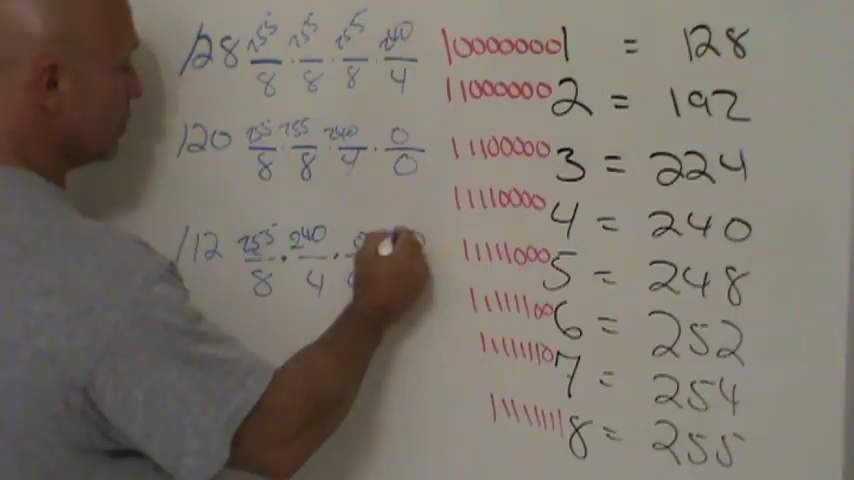 /28 255/8 . 255/8 . 255/8 . 240/4
/20 255/8 . 255/8 . 240/4 . 0/0
/12 255/8 . 240/4 .
10000000 1 = 128
11000000 2 = 192
11100000 3 = 224
11110000 4 = 240
11111000 5 = 248
11111100 6 = 252
11111110 7 = 254
11111111 8 = 255